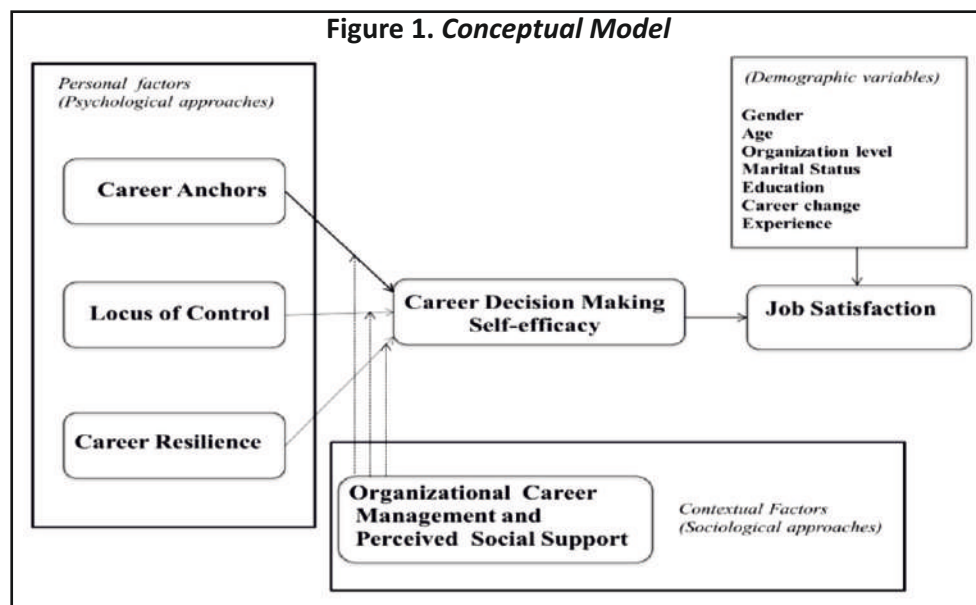 Figure 1. Conceptual Model
Personal factors
(Psychological approaches)
Career Anchors
Locus of Control
Career Resilience
Career Decision Making
Self-efficacy
(Demographic variables)
Gender
Age
Organization level
Marital Status
Education
Career change
Experience
Job Satisfaction
Organizational Career
Management and
Perceived Social Support
Contextual Factors
(Sociological approaches)